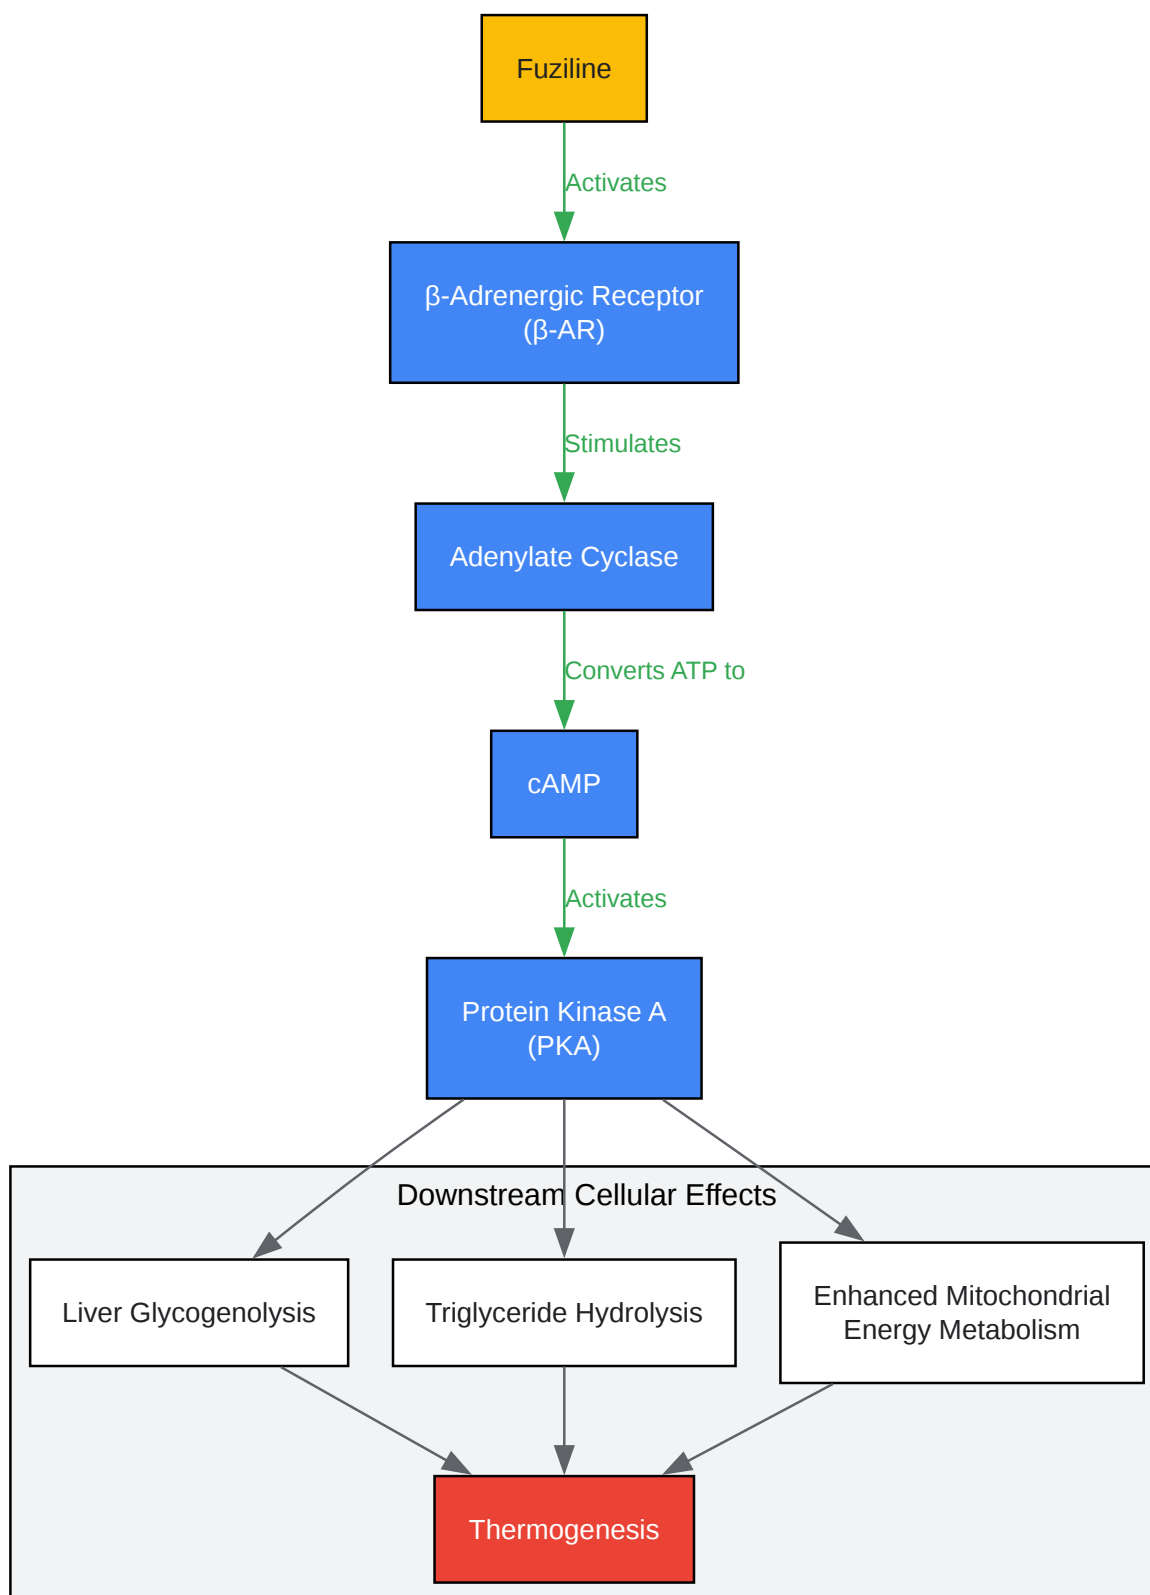 Fuziline
Activates
β-Adrenergic Receptor
(β-AR)
Stimulates
Adenylate Cyclase
Converts ATP to
cAMP
Activates
Protein Kinase A
(PKA)
Downstream Cellular Effects
Liver Glycogenolysis
Triglyceride Hydrolysis
Enhanced Mitochondrial
Energy Metabolism
Thermogenesis